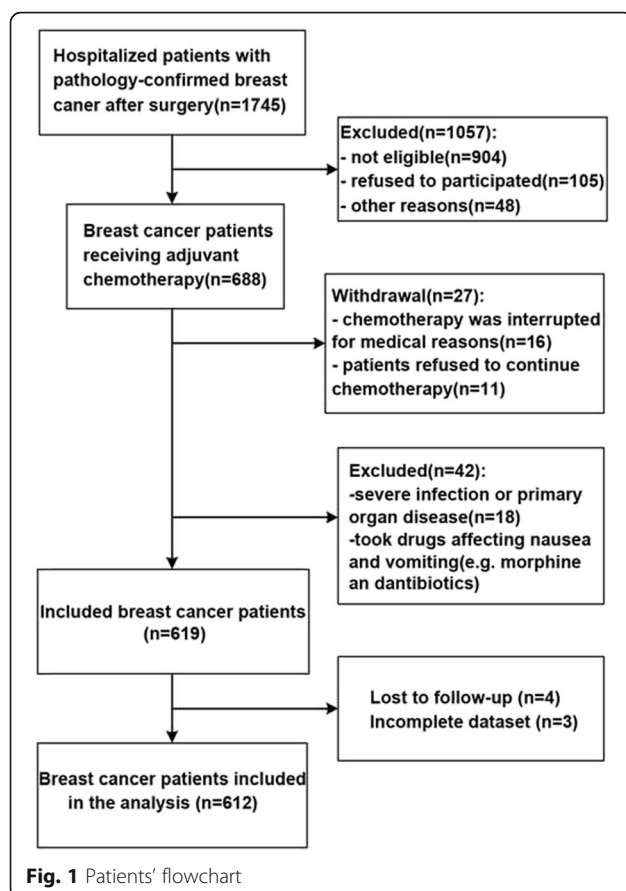 Hospitalized patients with
pathology-confirmed breast
caner after surgery(n=1745)
Excluded(n=1057):
- not eligible(n=904)
- refused to participated(n=105)
- other reasons(n=48)
Breast cancer patients
receiving adjuvant
chemotherapy(n=688)
Withdrawal(n=27):
- chemotherapy was interrupted
for medical reasons(n=16)
- patients refused to continue
chemotherapy(n=11)
Excluded(n=42):
-severe infection or primary
organ disease(n=18)
-took drugs affecting nausea
and vomiting(e.g. morphine
an dantibiotics)
Included breast cancer patients
(n=619)
Lost to follow-up (n=4)
Incomplete dataset (n=3)
Breast cancer patients included
in the analysis (n=612)
Fig. 1 Patients' flowchart